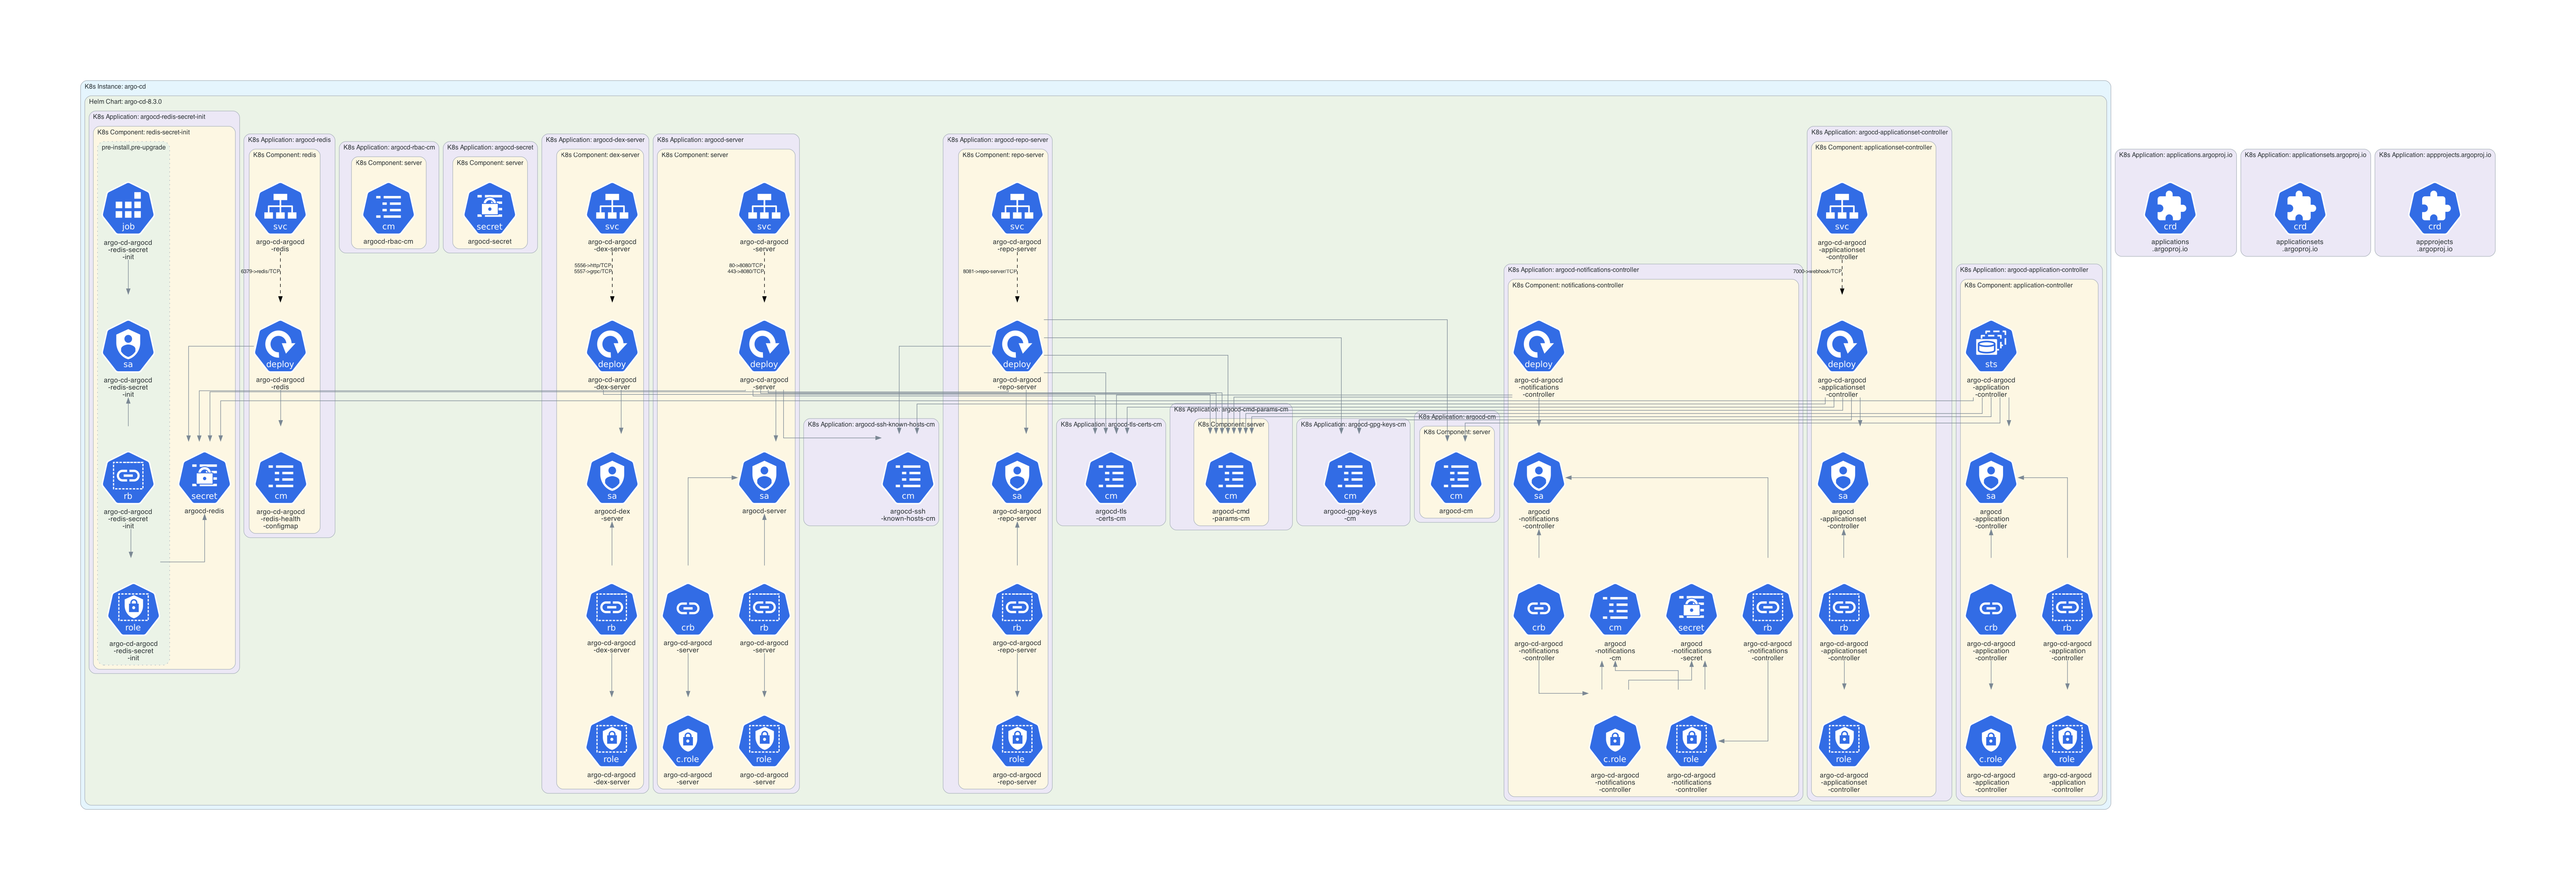 K8s Instance: argo-cd
Helm Chart: argo-cd-8.3.0
K8s Application: argocd-redis-secret-init
K8s Component: redis-secret-init
pre-install,pre-upgrade
job
argo-cd-argocd
-redis-secret
-init
sa
argo-cd-argocd
-redis-secret
-init
rb
argo-cd-argocd
-redis-secret
-init
role
argo-cd-argocd
-redis-secret
-init
secret
argocd-redis
K8s Application: argocd-redis
K8s Component: redis
svc
argo-cd-argocd
-redis
6379->redis/TCP
deploy
argo-cd-argocd
-redis
cm
argo-cd-argocd
-redis-health
-configmap
K8s Application: argocd-rbac-cm
K8s Component: server
cm
argocd-rbac-cm
K8s Application: argocd-secret
K8s Component: server
secret
argocd-secret
K8s Application: argocd-dex-server
K8s Component: dex-server
svc
argo-cd-argocd
-dex-server
5556->http/TCP
5557->grpc/TCP
deploy
argo-cd-argocd
-dex-server
sa
argocd-dex
-server
rb
argo-cd-argocd
-dex-server
role
argo-cd-argocd
-dex-server
K8s Application: argocd-server
K8s Component: server
svc
argo-cd-argocd
-server
80->8080/TCP
443->8080/TCP
deploy
argo-cd-argocd
-server
sa
argocd-server
crb
argo-cd-argocd
-server
rb
argo-cd-argocd
-server
c.role
argo-cd-argocd
-server
role
argo-cd-argocd
-server
K8s Application: argocd-ssh-known-hosts-cm
cm
argocd-ssh
-known-hosts-cm
K8s Application: argocd-repo-server
K8s Component: repo-server
svc
argo-cd-argocd
-repo-server
8081->repo-server/TCP
deploy
argo-cd-argocd
-repo-server
sa
argo-cd-argocd
-repo-server
rb
argo-cd-argocd
-repo-server
role
argo-cd-argocd
-repo-server
K8s Application: argocd-tls-certs-cm
cm
argocd-tls
-certs-cm
K8s Application: argocd-cmd-params-cm
K8s Component: server
cm
argocd-cmd
-params-cm
K8s Application: argocd-gpg-keys-cm
cm
argocd-gpg-keys
-cm
K8s Application: argocd-cm
K8s Component: server
cm
argocd-cm
K8s Application: argocd-notifications-controller
K8s Component: notifications-controller
deploy
argo-cd-argocd
-notifications
-controller
sa
argocd
-notifications
-controller
crb
argo-cd-argocd
-notifications
-controller
cm
argocd
-notifications
-cm
secret
argocd
-notifications
-secret
rb
argo-cd-argocd
-notifications
-controller
c.role
argo-cd-argocd
-notifications
-controller
role
argo-cd-argocd
-notifications
-controller
K8s Application: argocd-applicationset-controller
K8s Component: applicationset-controller
svc
argo-cd-argocd
-applicationset
-controller
7000->webhook/TCP
deploy
argo-cd-argocd
-applicationset
-controller
sa
argocd
-applicationset
-controller
rb
argo-cd-argocd
-applicationset
-controller
role
argo-cd-argocd
-applicationset
-controller
K8s Application: argocd-application-controller
K8s Component: application-controller
sts
argo-cd-argocd
-application
-controller
sa
argocd
-application
-controller
crb
argo-cd-argocd
-application
-controller
rb
argo-cd-argocd
-application
-controller
c.role
argo-cd-argocd
-application
-controller
role
argo-cd-argocd
-application
-controller
K8s Application: applications.argoproj.io
crd
applications
.argoproj.io
K8s Application: applicationsets.argoproj.io
crd
applicationsets
.argoproj.io
K8s Application: appprojects.argoproj.io
crd
appprojects
.argoproj.io